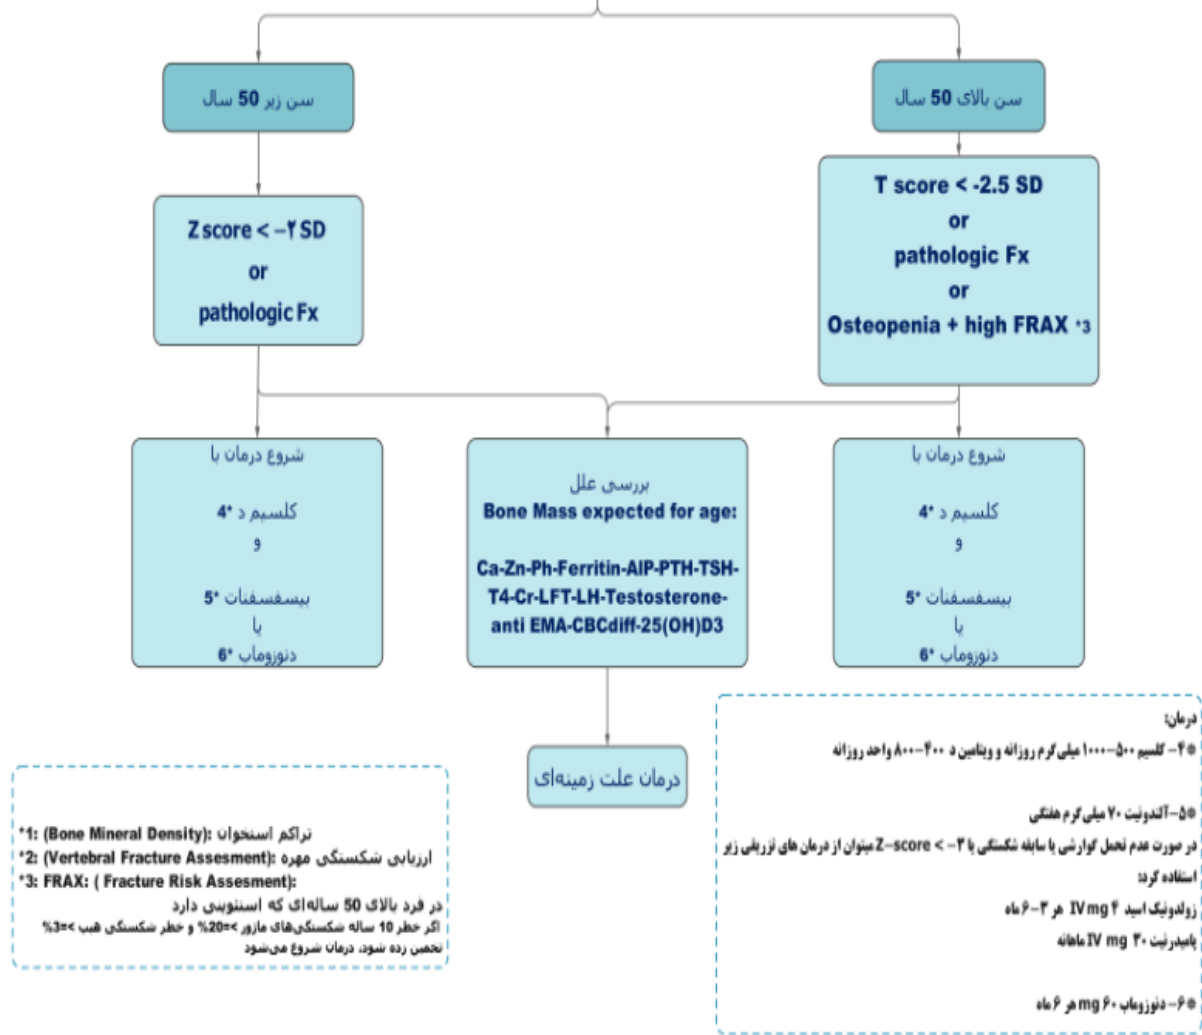 سن زیر 50 سال
سن بالای 50 سال
Z score < –۲ SD
or
pathologic Fx
T score < -2.5 SD
or
pathologic Fx
or
Osteopenia + high FRAX *3
شروع درمان با
کلسیم د *4
و
بیسفسفنات *5
یا
دنوزوماب *6
بررسی علل
Bone Mass expected for age:
Ca-Zn-Ph-Ferritin-AlP-PTH-TSH-
T4-Cr-LFT-LH-Testosterone-
anti EMA-CBCdiff-25(OH)D3
شروع درمان با
کلسیم د *4
و
بیسفسفنات *5
یا
دنوزوماب *6
درمان علت زمینه‌ای
*1: (Bone Mineral Density): تراکم استخوان
*2: (Vertebral Fracture Assesment): ارزیابی شکستگی مهره
*3: FRAX: ( Fracture Risk Assesment):
در فرد بالای 50 ساله‌ای که استئوپنی دارد
اگر خطر 10 ساله شکستگی‌های ماژور >=20% و خطر شکستگی هیپ >=3%
تخمین زده شود، درمان شروع می‌شود
درمان:
*۴- کلسیم ۵۰۰-۱۰۰۰ میلی گرم روزانه و ویتامین د ۴۰۰-۸۰۰ واحد روزانه
*۵-آلندونیت ۷۰ میلی گرم هفتگی
در صورت عدم تحمل گوارشی یا سابقه شکستگی یا Z-score < -۳ میتوان از درمان های تزریقی زیر
استفاده کرد:
زولدونیک اسید ۴ IV mg هر ۳-۶ ماه
پامیدرنیت ۳۰ IV mg ماهانه
*۶- دنوزوماب ۶۰ mg هر ۶ ماه